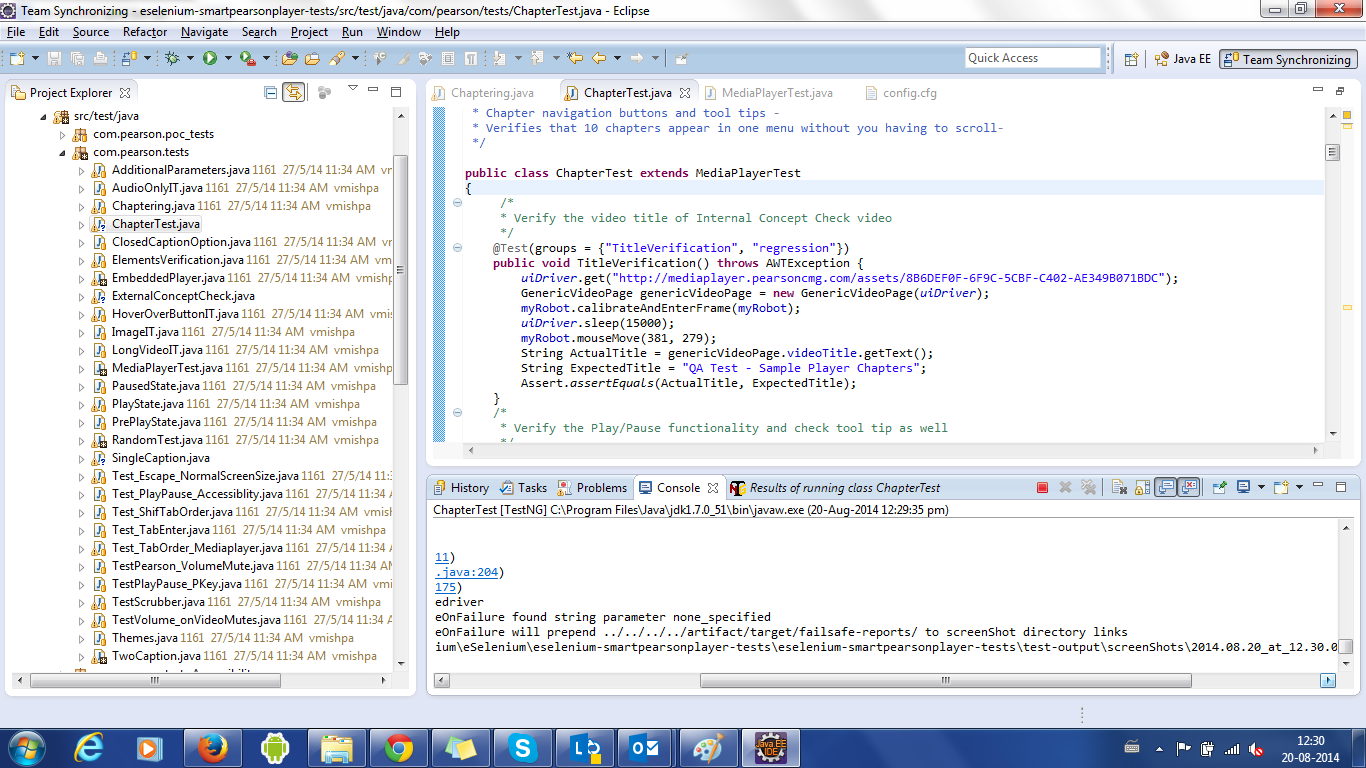 Team Synchronizing - eselenium-smartpearsonplayer-tests/src/test/java/com/pearson/tests/ChapterTest.java - Eclipse
File Edit Source Refactor Navigate Search Project Run Window Help
Quick Access
Java EE
Team Synchronizing
Project Explorer
src/test/java
com.pearson.poc_tests
com.pearson.tests
AdditionalParameters.java 1161 27/5/14 11:34 AM
AudioOnlyIT.java 1161 27/5/14 11:34 AM vmishpa
Chaptering.java 1161 27/5/14 11:34 AM vmishpa
ChapterTest.java
ClosedCaptionOption.java 1161 27/5/14 11:34 AM
ElementsVerification.java 1161 27/5/14 11:34 AM
EmbeddedPlayer.java 1161 27/5/14 11:34 AM vmishp
ExternalConceptCheck.java
HoverOverButtonIT.java 1161 27/5/14 11:34 AM vmis
ImageIT.java 1161 27/5/14 11:34 AM vmishpa
LongVideoIT.java 1161 27/5/14 11:34 AM vmishpa
MediaPlayerTest.java 1161 27/5/14 11:34 AM vmishp
PausedState.java 1161 27/5/14 11:34 AM vmishpa
PlayState.java 1161 27/5/14 11:34 AM vmishpa
PrePlayState.java 1161 27/5/14 11:34 AM vmishpa
RandomTest.java 1161 27/5/14 11:34 AM vmishpa
SingleCaption.java
Test_Escape_NormalScreenSize.java 1161 27/5/14 11:3
Test_PlayPause_Accessiblity.java 1161 27/5/14 11:34
Test_ShifTabOrder.java 1161 27/5/14 11:34 AM vmis
Test_TabEnter.java 1161 27/5/14 11:34 AM vmishpa
Test_TabOrder_Mediaplayer.java 1161 27/5/14 11:34
TestPearson_VolumeMute.java 1161 27/5/14 11:34 AM
TestPlayPause_PKey.java 1161 27/5/14 11:34 AM vmi
TestScrubber.java 1161 27/5/14 11:34 AM vmishpa
TestVolume_onVideoMutes.java 1161 27/5/14 11:34
Themes.java 1161 27/5/14 11:34 AM vmishpa
TwoCaption.java 1161 27/5/14 11:34 AM vmishpa
Chaptering.java
ChapterTest.java
MediaPlayerTest.java
config.cfg
* Chapter navigation buttons and tool tips -
* Verifies that 10 chapters appear in one menu without you having to scroll-
*/
public class ChapterTest extends MediaPlayerTest
{
/*
* Verify the video title of Internal Concept Check video
*/
@Test(groups = {"TitleVerification", "regression"})
public void TitleVerification() throws AWTException {
uiDriver.get("http://mediaplayer.pearsoncmg.com/assets/8B6DEF0F-6F9C-5CBF-C402-AE349B071BDC");
GenericVideoPage genericVideoPage = new GenericVideoPage(uiDriver);
myRobot.calibrateAndEnterFrame(myRobot);
uiDriver.sleep(15000);
myRobot.mouseMove(381, 279);
String ActualTitle = genericVideoPage.videoTitle.getText();
String ExpectedTitle = "QA Test - Sample Player Chapters";
Assert.assertEquals(ActualTitle, ExpectedTitle);
}
/*
* Verify the Play/Pause functionality and check tool tip as well
*/
History
Tasks
Problems
Console
Results of running class ChapterTest
ChapterTest [TestNG] C:\Program Files\Java\jdk1.7.0_51\bin\javaw.exe (20-Aug-2014 12:29:35 pm)
11)
.java:204)
175)
edriver
eOnFailure found string parameter none_specified
eOnFailure will prepend ../../../../artifact/target/failsafe-reports/ to screenShot directory links
ium\eSelenium\eselenium-smartpearsonplayer-tests\eselenium-smartpearsonplayer-tests\test-output\screenShots\2014.08.20_at_12.30.0
Java EE
IDE
12:30
20-08-2014